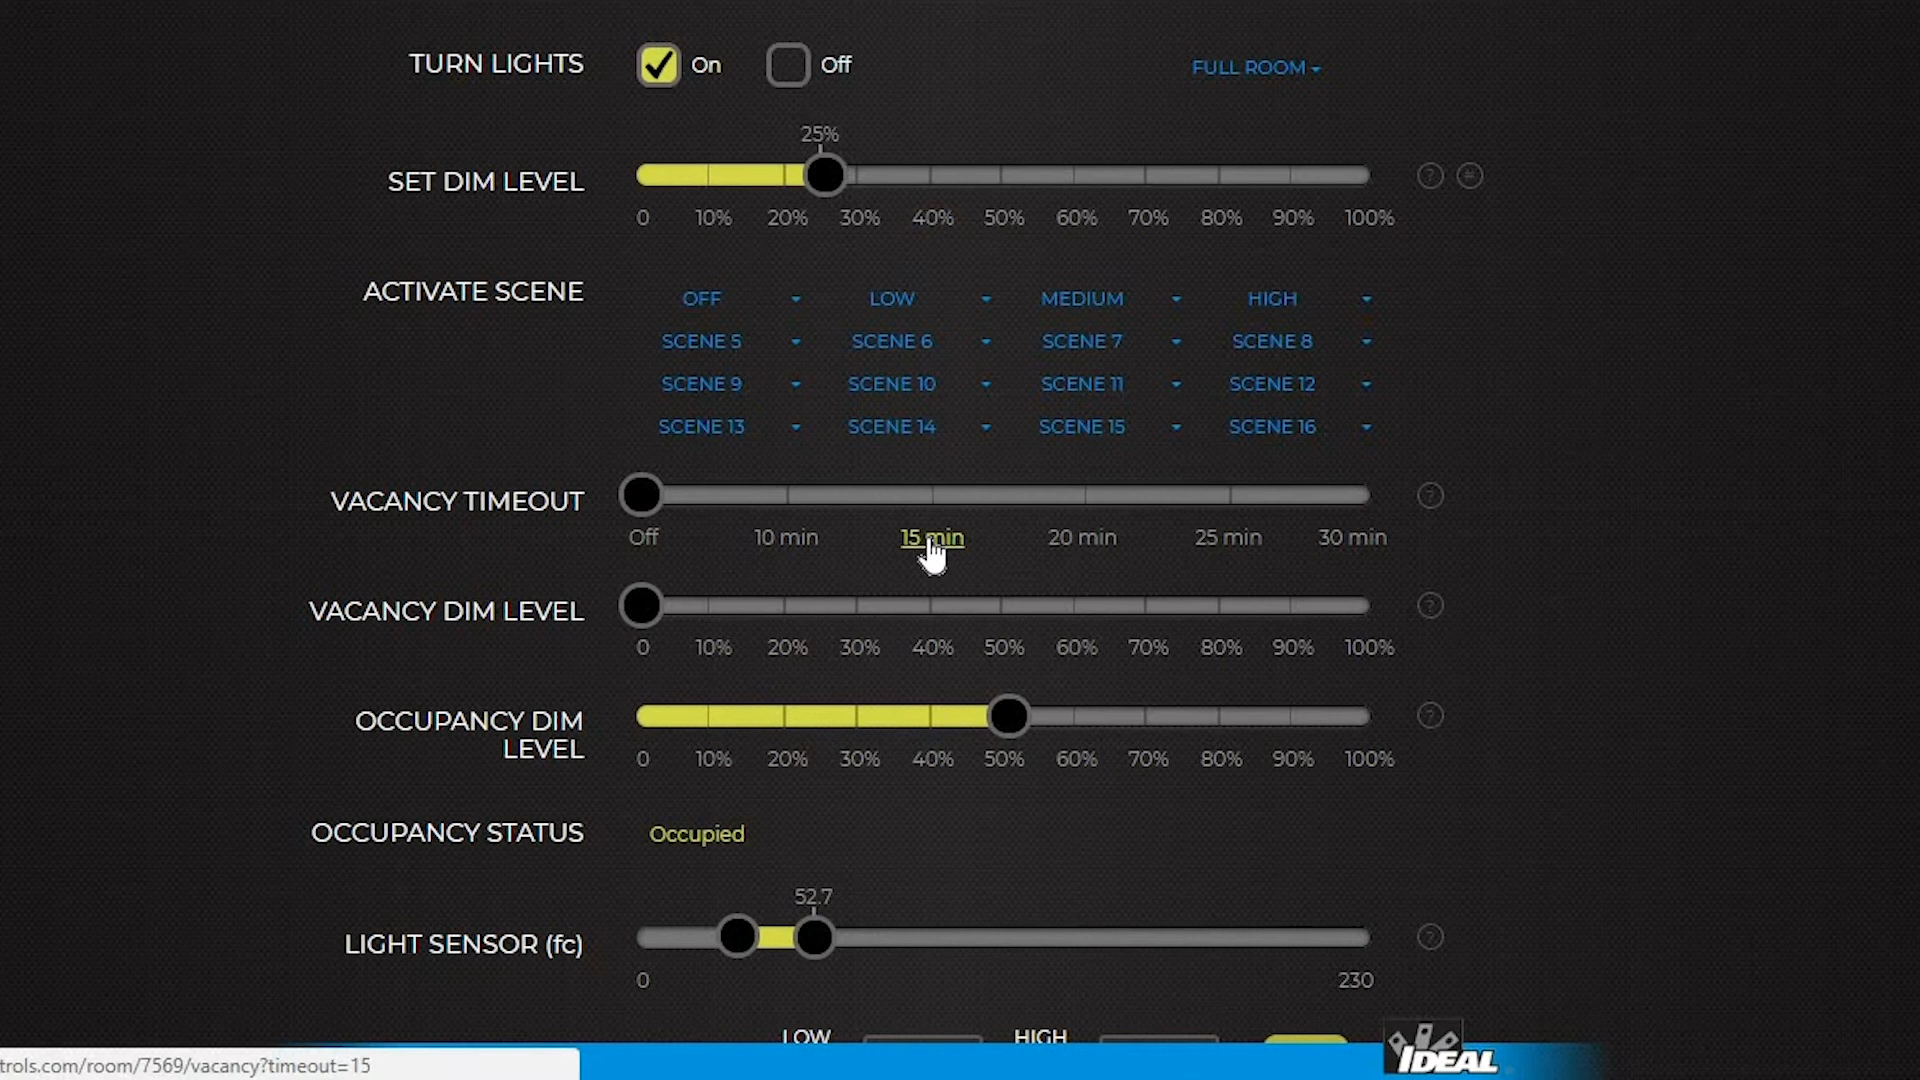 TURN LIGHTS On Off FULL ROOM
25%
SET DIM LEVEL ? #
0 10% 20% 30% 40% 50% 60% 70% 80% 90% 100%
ACTIVATE SCENE
OFF LOW MEDIUM HIGH
SCENE 5 SCENE 6 SCENE 7 SCENE 8
SCENE 9 SCENE 10 SCENE 11 SCENE 12
SCENE 13 SCENE 14 SCENE 15 SCENE 16
VACANCY TIMEOUT ?
Off 10 min 15 min 20 min 25 min 30 min
VACANCY DIM LEVEL ?
0 10% 20% 30% 40% 50% 60% 70% 80% 90% 100%
OCCUPANCY DIM ?
LEVEL
0 10% 20% 30% 40% 50% 60% 70% 80% 90% 100%
OCCUPANCY STATUS Occupied
52.7
LIGHT SENSOR (fc) ?
0 230
LOW HIGH
trols.com/room/7569/vacancy?timeout=15
IDEAL